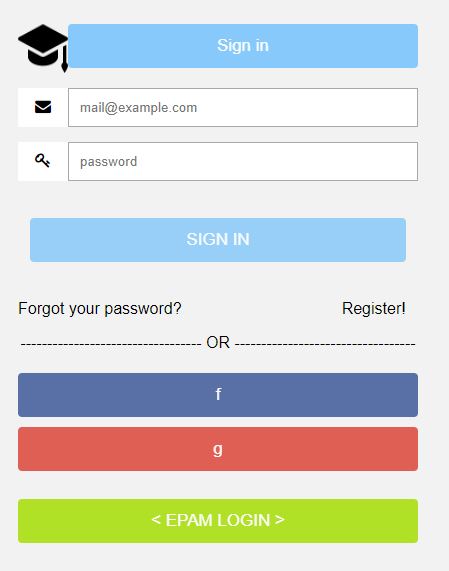 Sign in
mail@example.com
password
SIGN IN
Forgot your password? Register!
---------------------------------- OR ----------------------------------
f
g
< EPAM LOGIN >